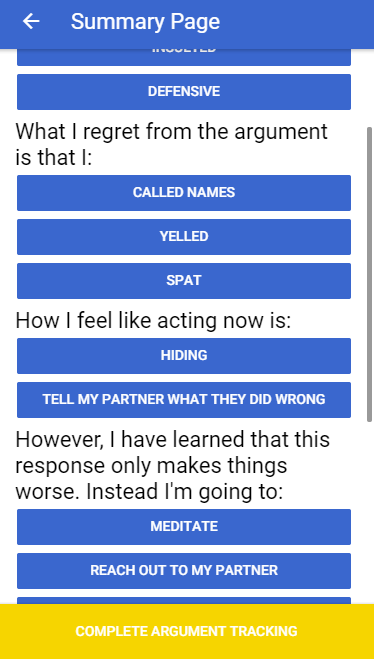 Summary Page
INSULTED
DEFENSIVE
What I regret from the argument
is that I:
CALLED NAMES
YELLED
SPAT
How I feel like acting now is:
HIDING
TELL MY PARTNER WHAT THEY DID WRONG
However, I have learned that this
response only makes things
worse. Instead I'm going to:
MEDITATE
REACH OUT TO MY PARTNER
COMPLETE ARGUMENT TRACKING